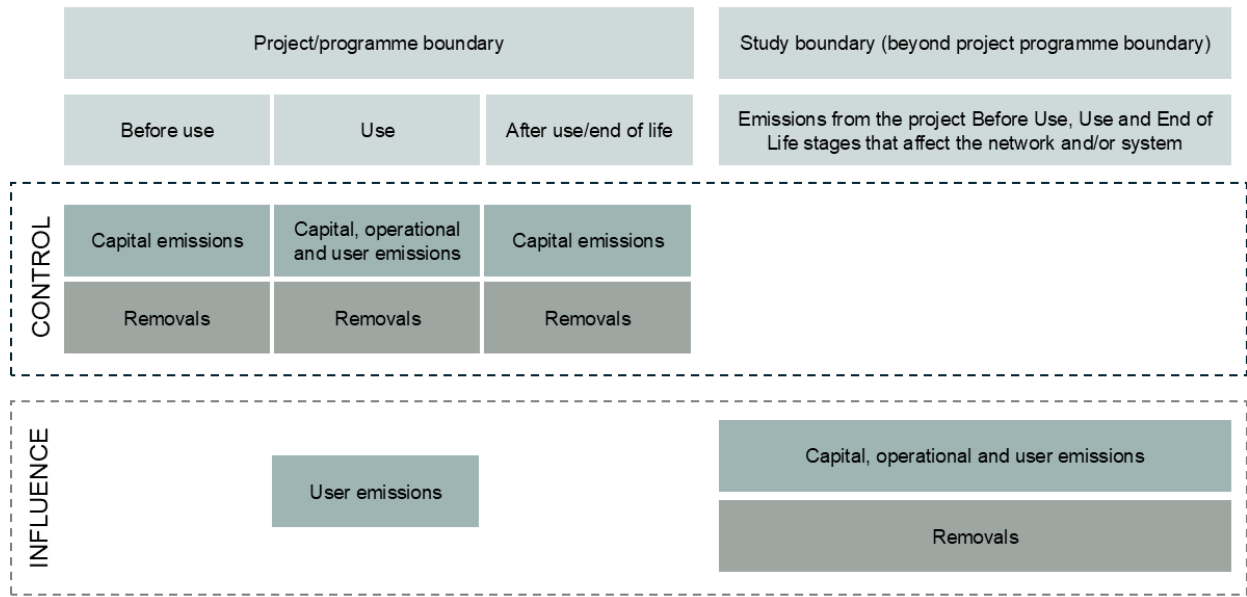 Project/programme boundary
Study boundary (beyond project programme boundary)
Before use
Use
After use/end of life
Emissions from the project Before Use, Use and End of
Life stages that affect the network and/or system
CONTROL
Capital emissions
Capital, operational
and user emissions
Capital emissions
Removals
Removals
Removals
INFLUENCE
User emissions
Capital, operational and user emissions
Removals